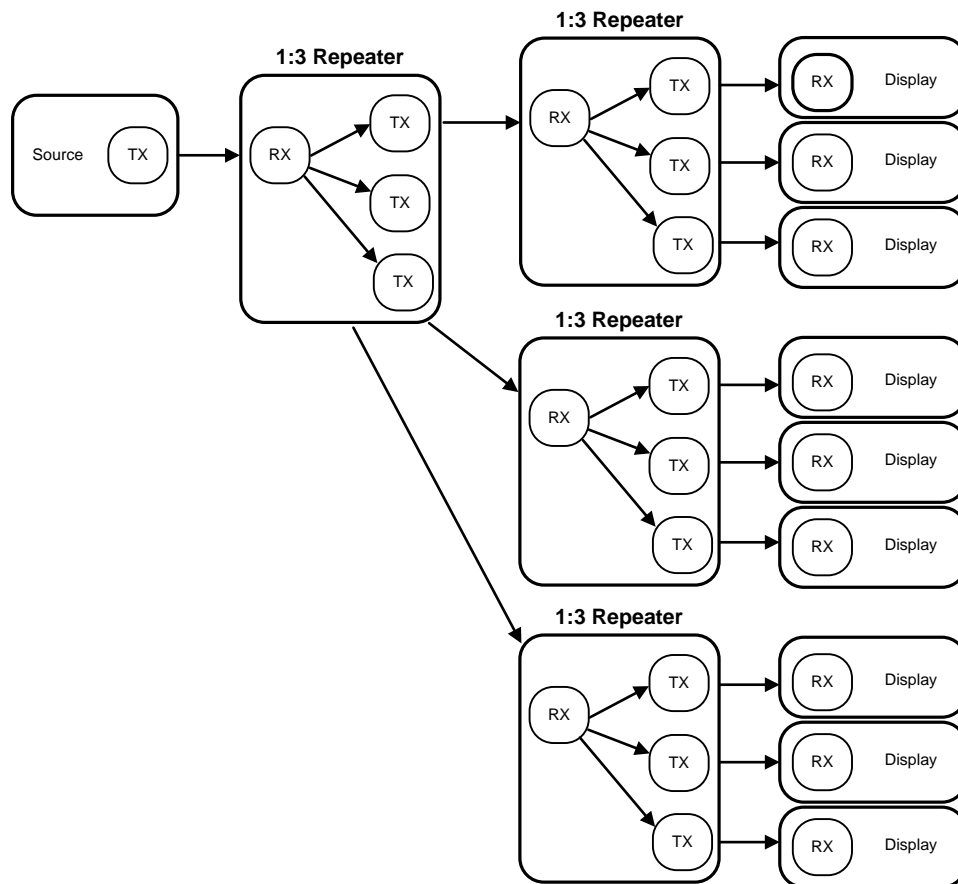 1:3 Repeater
1:3 Repeater
Source
TX
RX
TX
TX
TX
RX
TX
TX
TX
RX
Display
RX
Display
RX
Display
1:3 Repeater
RX
TX
TX
TX
RX
Display
RX
Display
RX
Display
1:3 Repeater
RX
TX
TX
TX
RX
Display
RX
Display
RX
Display